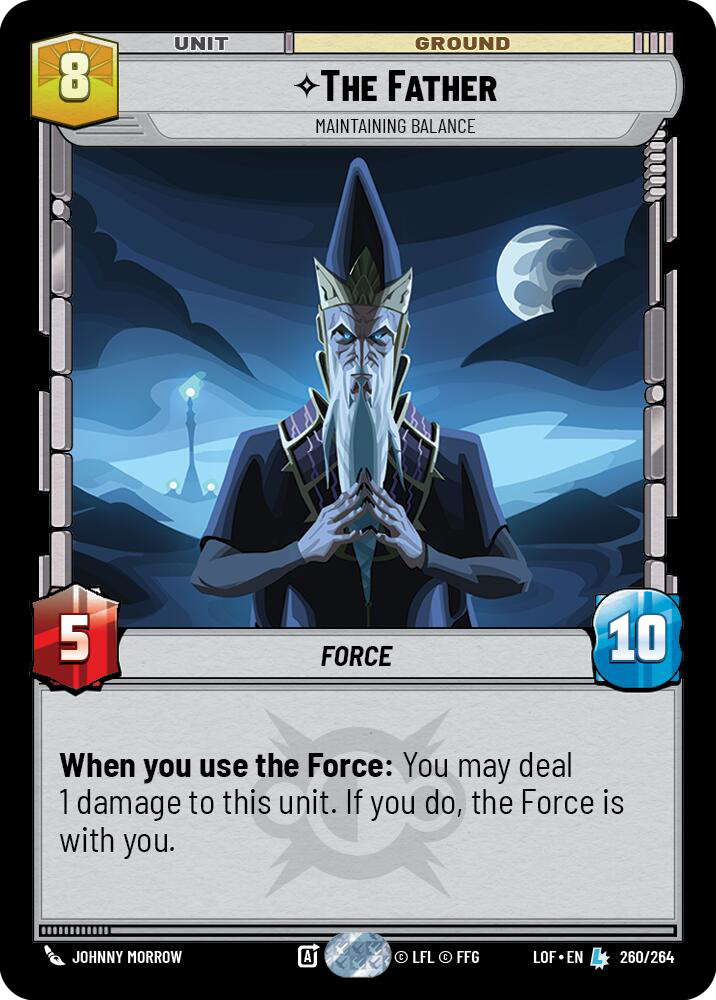 UNIT
GROUND
8
✧THE FATHER
MAINTAINING BALANCE
5
FORCE
10
When you use the Force: You may deal
1 damage to this unit. If you do, the Force is
with you.
JOHNNY MORROW
A
© LFL © FFG
LOF • EN
L
260/264